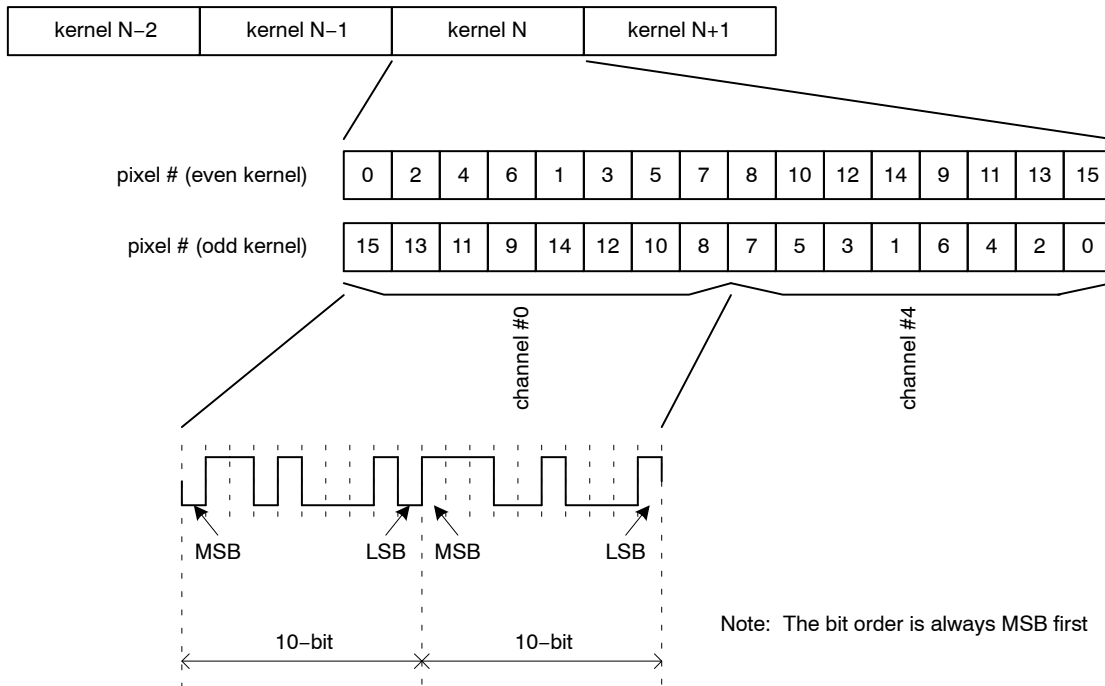 kernel N−2 kernel N−1 kernel N kernel N+1
pixel # (even kernel) 0 2 4 6 1 3 5 7 8 10 12 14 9 11 13 15
pixel # (odd kernel) 15 13 11 9 14 12 10 8 7 5 3 1 6 4 2 0
channel #0
channel #4
MSB LSB MSB LSB
Note: The bit order is always MSB first
10−bit 10−bit